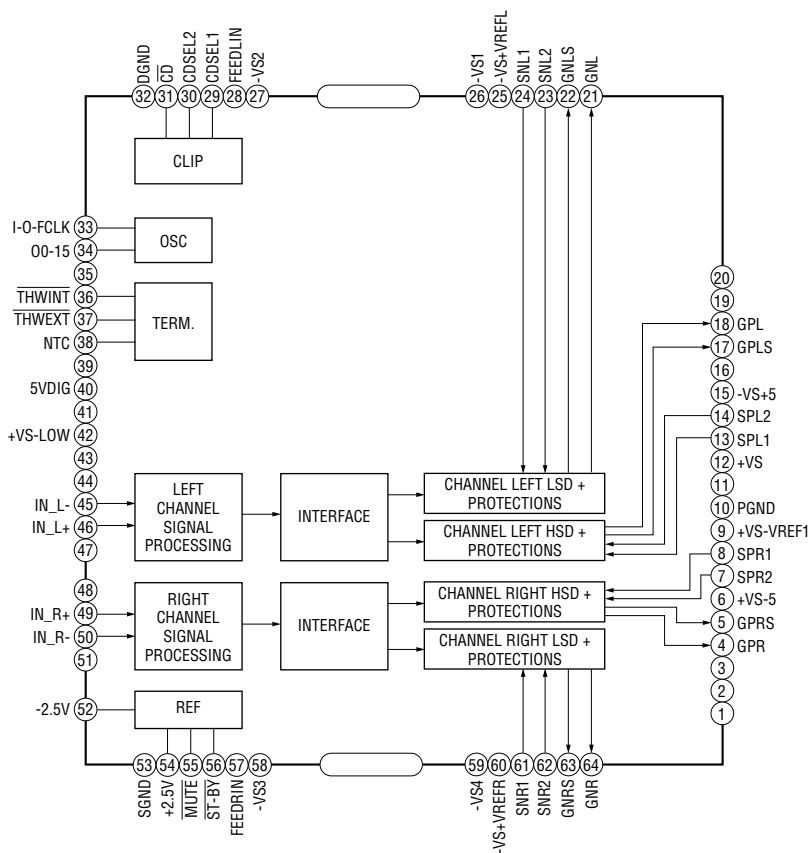 DGND
CD
CDSEL2
CDSEL1
FEEDLIN
-VS2
-VS1
-VS+VREFL
SNL1
SNL2
GNLS
GNL
32 31 30 29 28 27
26 25 24 23 22 21
CLIP
I-O-FCLK 33
O0-15 34
OSC
35
THWINT 36
THWEXT 37
NTC 38
TERM.
39
5VDIG 40
41
+VS-LOW 42
43
44
IN_L- 45
IN_L+ 46
47
LEFT
CHANNEL
SIGNAL
PROCESSING
INTERFACE
CHANNEL LEFT LSD +
PROTECTIONS
CHANNEL LEFT HSD +
PROTECTIONS
48
IN_R+ 49
IN_R- 50
51
RIGHT
CHANNEL
SIGNAL
PROCESSING
INTERFACE
CHANNEL RIGHT HSD +
PROTECTIONS
CHANNEL RIGHT LSD +
PROTECTIONS
-2.5V 52
REF
20
19
18 GPL
17 GPLS
16
15 -VS+5
14 SPL2
13 SPL1
12 +VS
11
10 PGND
9 +VS-VREF1
8 SPR1
7 SPR2
6 +VS-5
5 GPRS
4 GPR
3
2
1
53 54 55 56 57 58
59 60 61 62 63 64
SGND
+2.5V
MUTE
ST-BY
FEEDRIN
-VS3
-VS4
-VS+VREFR
SNR1
SNR2
GNRS
GNR